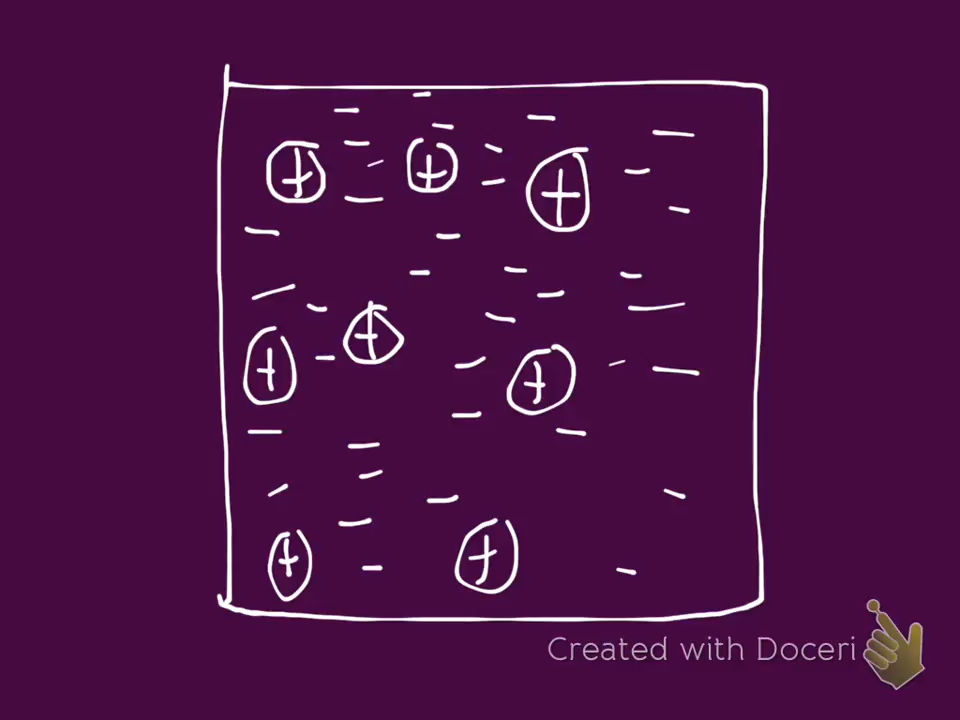 + + +
+ + +
+ +
Created with Doceri